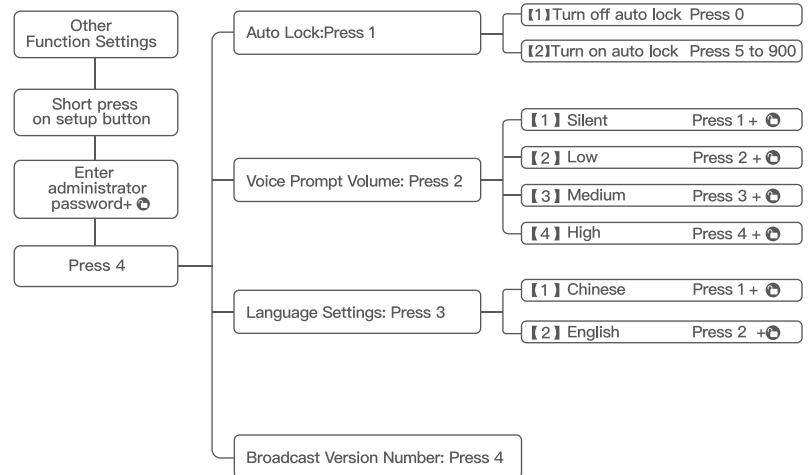 Other
Function Settings
Short press
on setup button
Enter
administrator
password+
Press 4
Auto Lock:Press 1
【1】Turn off auto lock Press 0
【2】Turn on auto lock Press 5 to 900
Voice Prompt Volume: Press 2
【1】Silent Press 1 +
【2】Low Press 2 +
【3】Medium Press 3 +
【4】High Press 4 +
Language Settings: Press 3
【1】Chinese Press 1 +
【2】English Press 2 +
Broadcast Version Number: Press 4